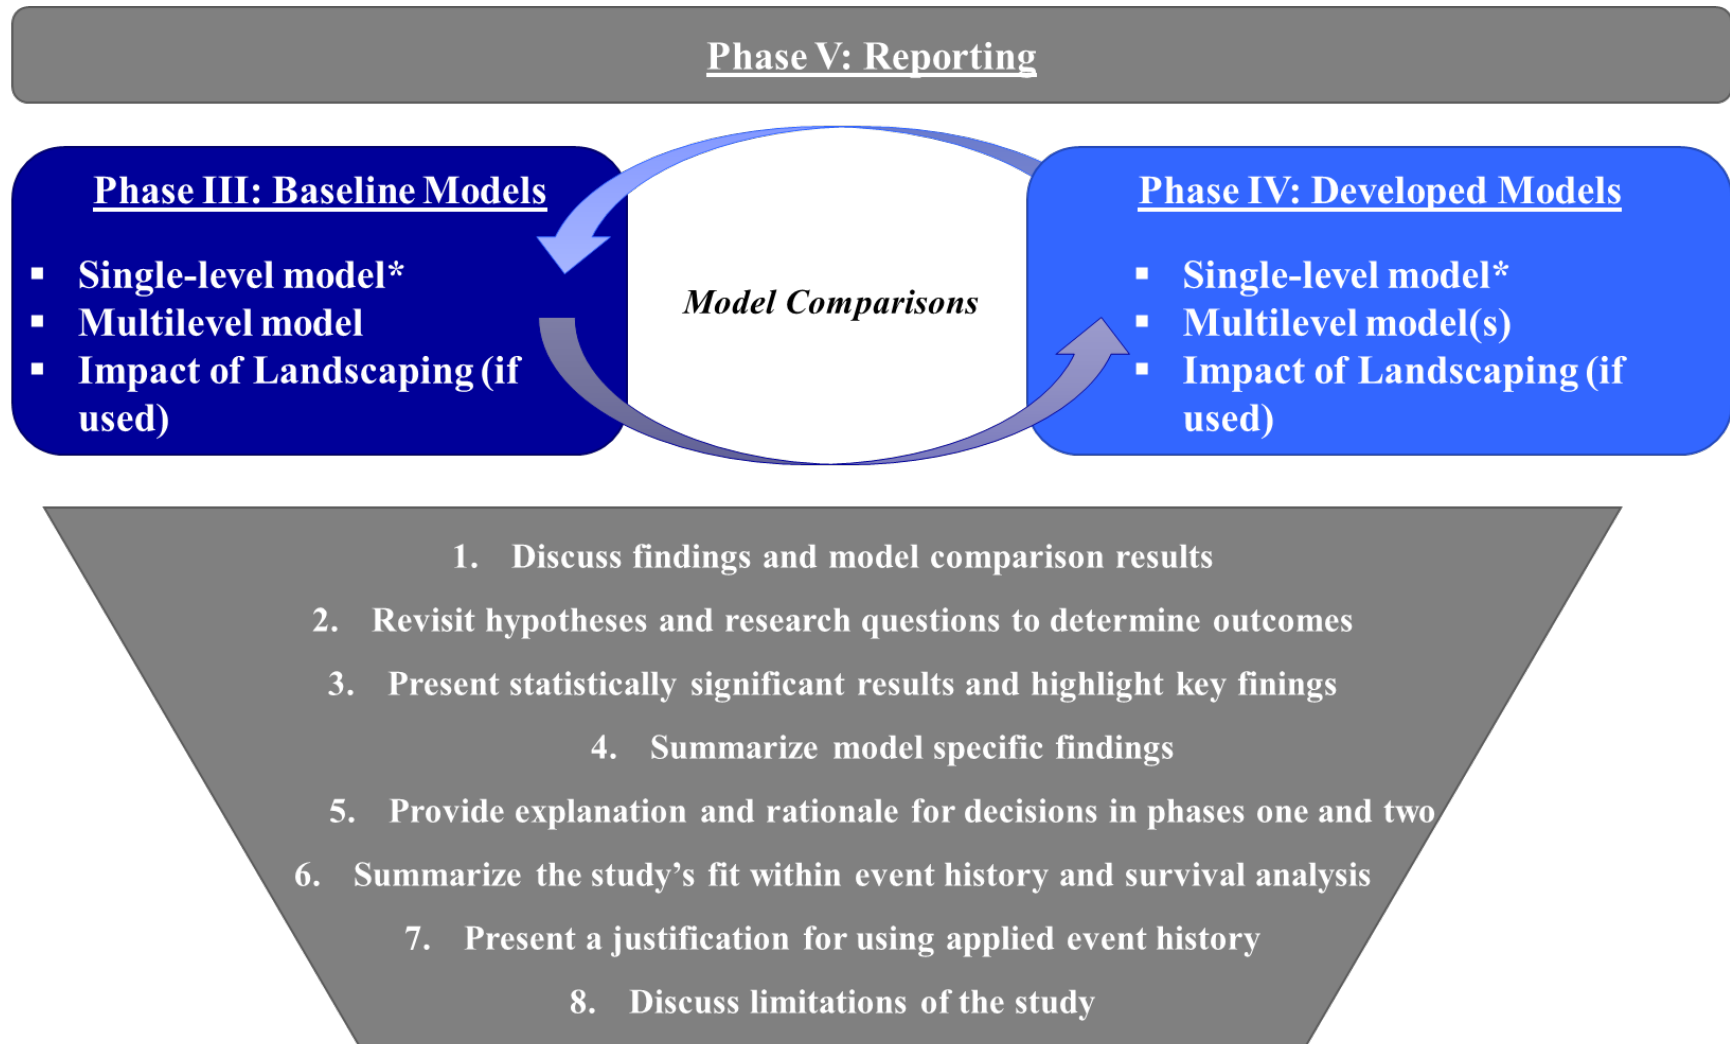 Phase V: Reporting
Phase III: Baseline Models
▪ Single-level model*
▪ Multilevel model
▪ Impact of Landscaping (if
used)
Model Comparisons
Phase IV: Developed Models
▪ Single-level model*
▪ Multilevel model(s)
▪ Impact of Landscaping (if
used)
1. Discuss findings and model comparison results
2. Revisit hypotheses and research questions to determine outcomes
3. Present statistically significant results and highlight key finings
4. Summarize model specific findings
5. Provide explanation and rationale for decisions in phases one and two
6. Summarize the study’s fit within event history and survival analysis
7. Present a justification for using applied event history
8. Discuss limitations of the study